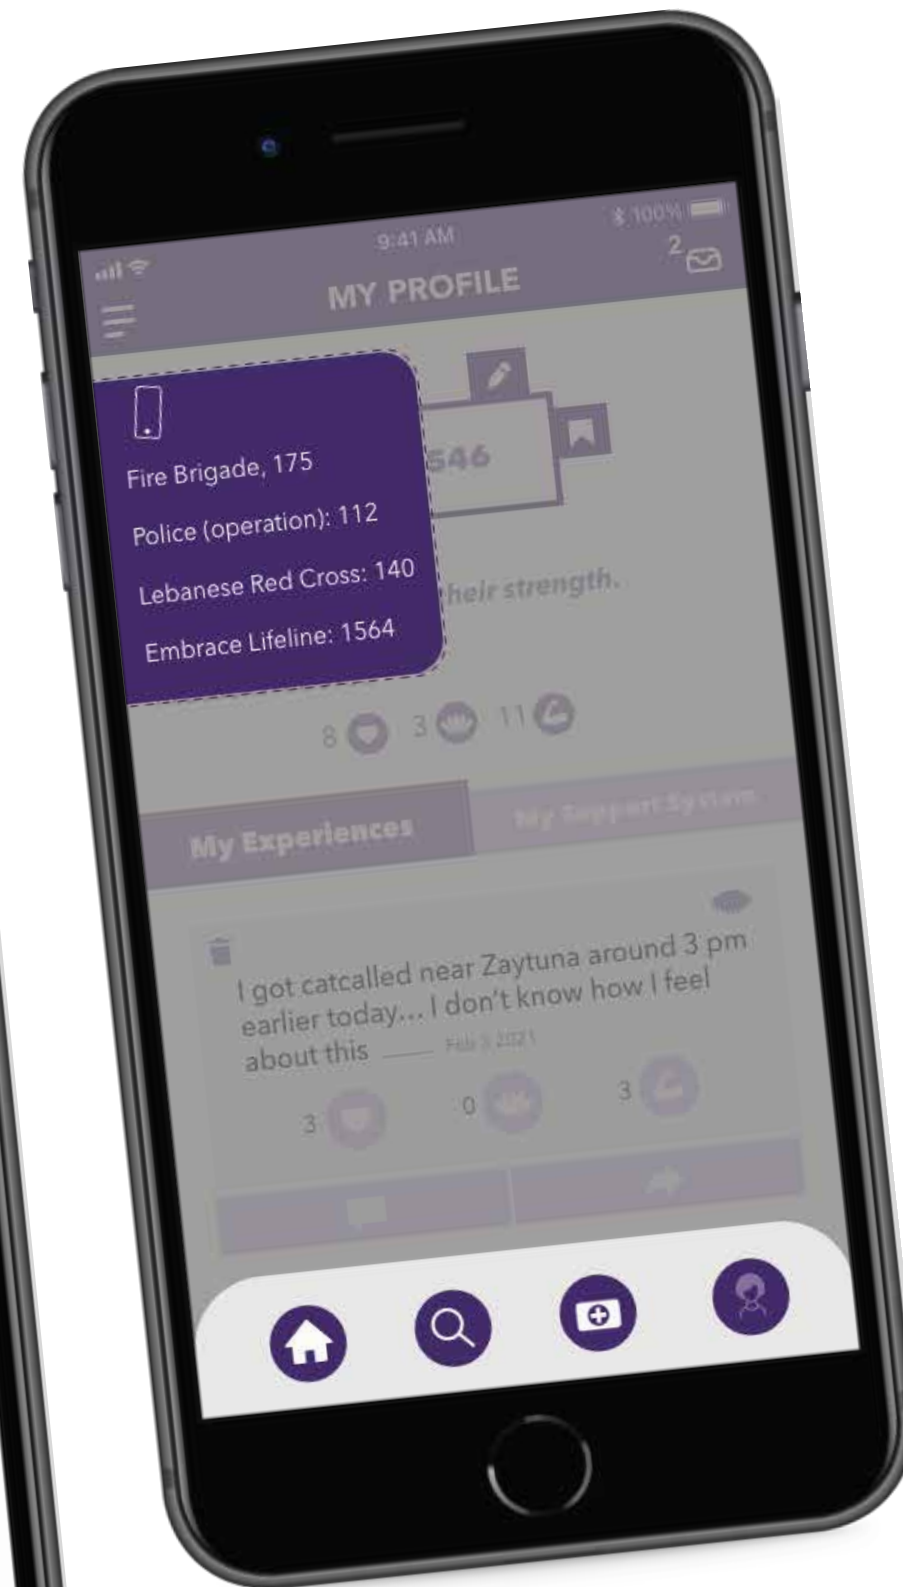 9:41 AM
100%
MY PROFILE
2
Fire Brigade, 175
Police (operation): 112
Lebanese Red Cross: 140
Embrace Lifeline: 1564
546
heir strength.
8 3 11
My Experiences
My Support System
I got catcalled near Zaytuna around 3 pm
earlier today... I don't know how I feel
about this ____ Feb 3 2021
3 0 3